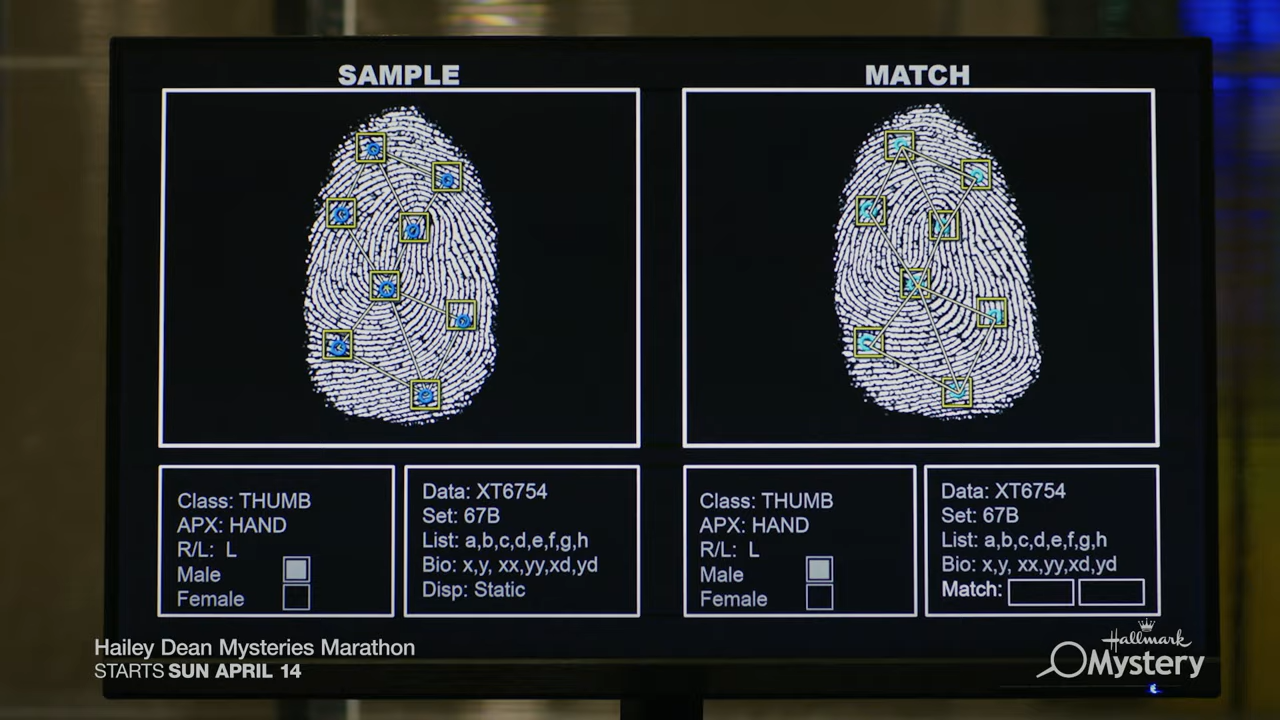 SAMPLE
MATCH
Class: THUMB
APX: HAND
R/L: L
Male
Female
Data: XT6754
Set: 67B
List: a,b,c,d,e,f,g,h
Bio: x,y, xx,yy,xd,yd
Disp: Static
Class: THUMB
APX: HAND
R/L: L
Male
Female
Data: XT6754
Set: 67B
List: a,b,c,d,e,f,g,h
Bio: x,y, xx,yy,xd,yd
Match:
Hailey Dean Mysteries Marathon
STARTS SUN APRIL 14
Hallmark
Mystery